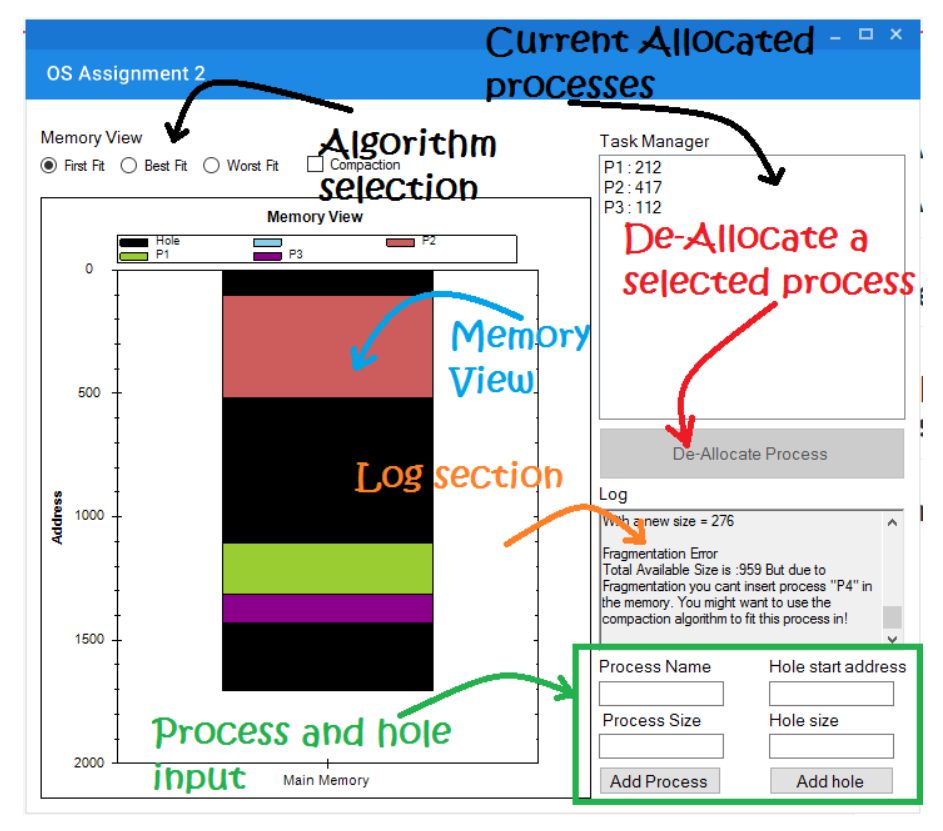 Current Allocated
processes
OS Assignment 2
Memory View
First Fit
Best Fit
Worst Fit
Compaction
Algorithm
selection
Memory View
Hole
P2
P1
P3
0
500
1000
1500
2000
Address
Main Memory
Memory
View
Log section
Process and hole
input
Task Manager
P1 : 212
P2 : 417
P3 : 112
De-Allocate a
selected process
De-Allocate Process
Log
With a new size = 276
Fragmentation Error
Total Available Size is :959 But due to
Fragmentation you cant insert process "P4" in
the memory. You might want to use the
compaction algorithm to fit this process in!
Process Name
Hole start address
Process Size
Hole size
Add Process
Add hole